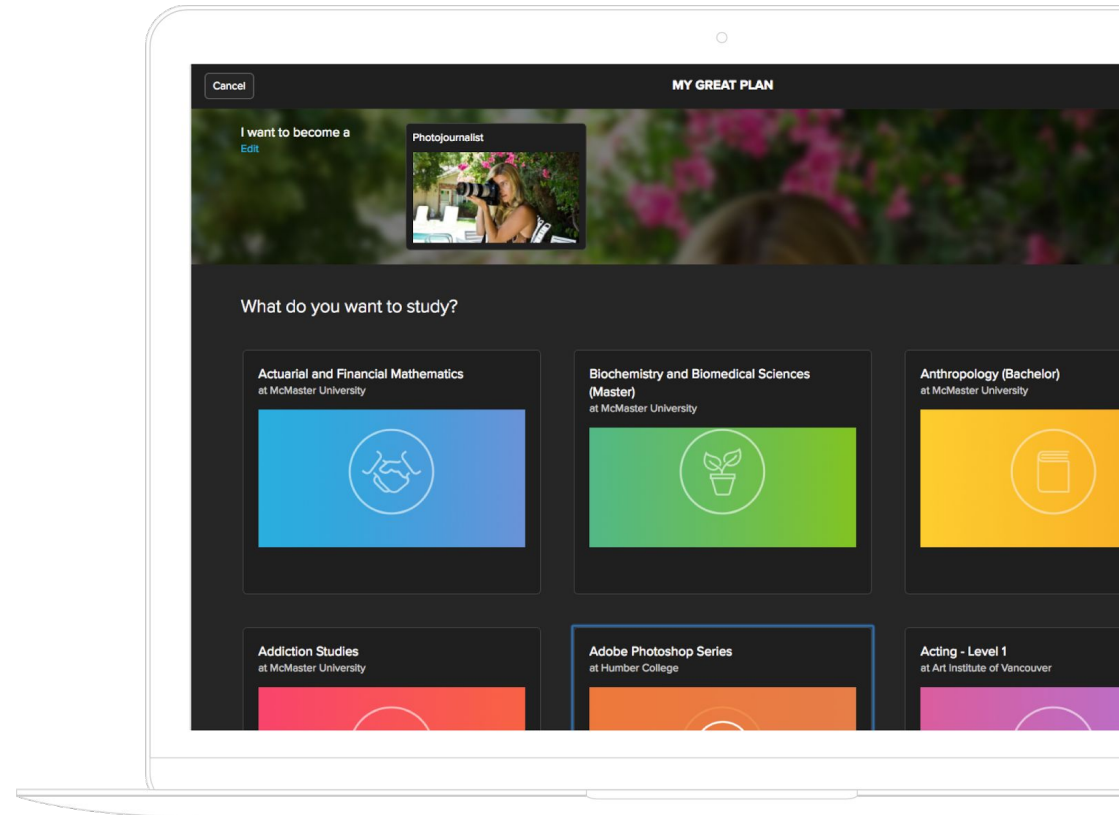 Cancel
MY GREAT PLAN
I want to become a
Edit
Photojournalist
What do you want to study?
Actuarial and Financial Mathematics
at McMaster University
Biochemistry and Biomedical Sciences
(Master)
at McMaster University
Anthropology (Bachelor)
at McMaster University
Addiction Studies
at McMaster University
Adobe Photoshop Series
at Humber College
Acting - Level 1
at Art Institute of Vancouver